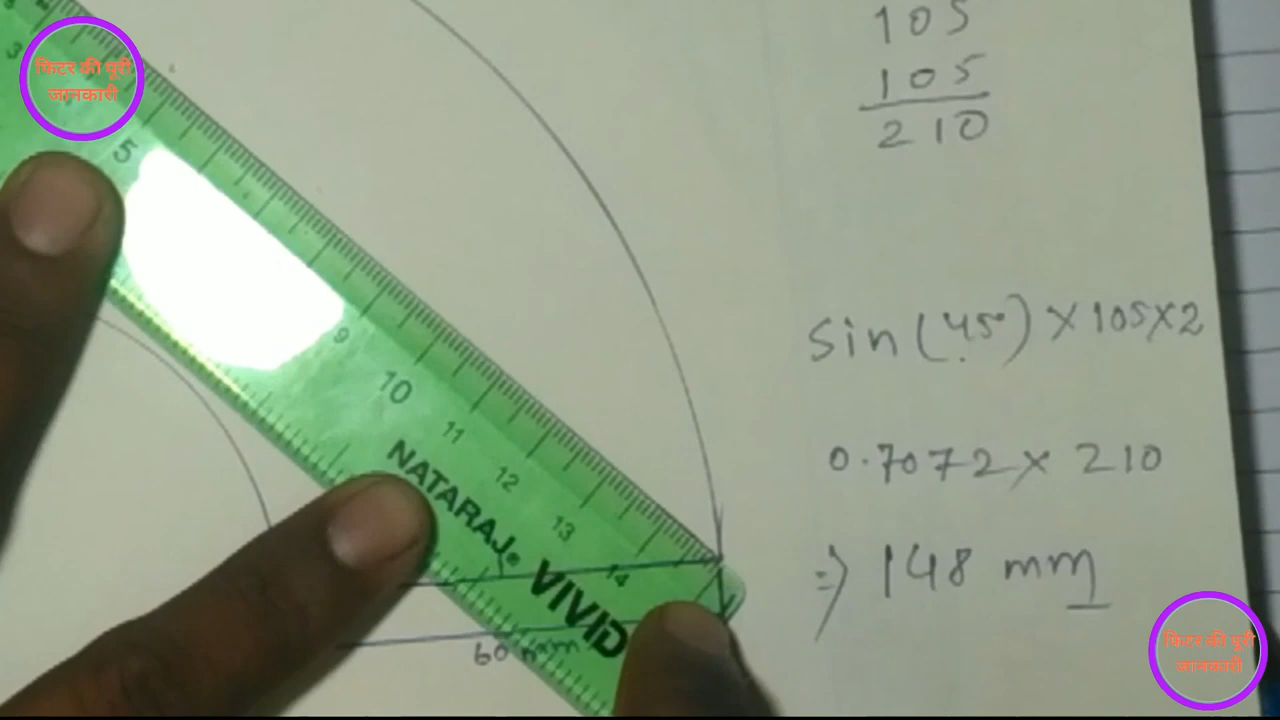 फिटर की पूरी
जानकारी
3
5
9
10
11
12
13
14
NATARAJ®
VIVID
60 mm
105
105
210
Sin (45°) × 105×2
0.7072 × 210
⇒ 148 mm
फिटर की पूरी
जानकारी